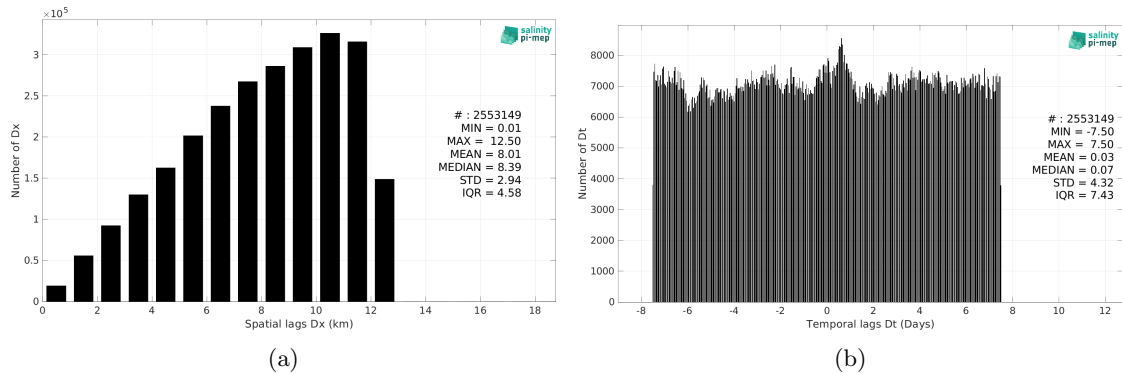 ×10⁵
salinity
pi-mep
3
2.5
2
1.5
1
0.5
0
Number of Dx
# : 2553149
MIN = 0.01
MAX = 12.50
MEAN = 8.01
MEDIAN = 8.39
STD = 2.94
IQR = 4.58
0 2 4 6 8 10 12 14 16 18
Spatial lags Dx (km)
(a)
salinity
pi-mep
8000
7000
6000
5000
4000
3000
2000
1000
0
Number of Dt
# : 2553149
MIN = -7.50
MAX = 7.50
MEAN = 0.03
MEDIAN = 0.07
STD = 4.32
IQR = 7.43
-8 -6 -4 -2 0 2 4 6 8 10 12
Temporal lags Dt (Days)
(b)